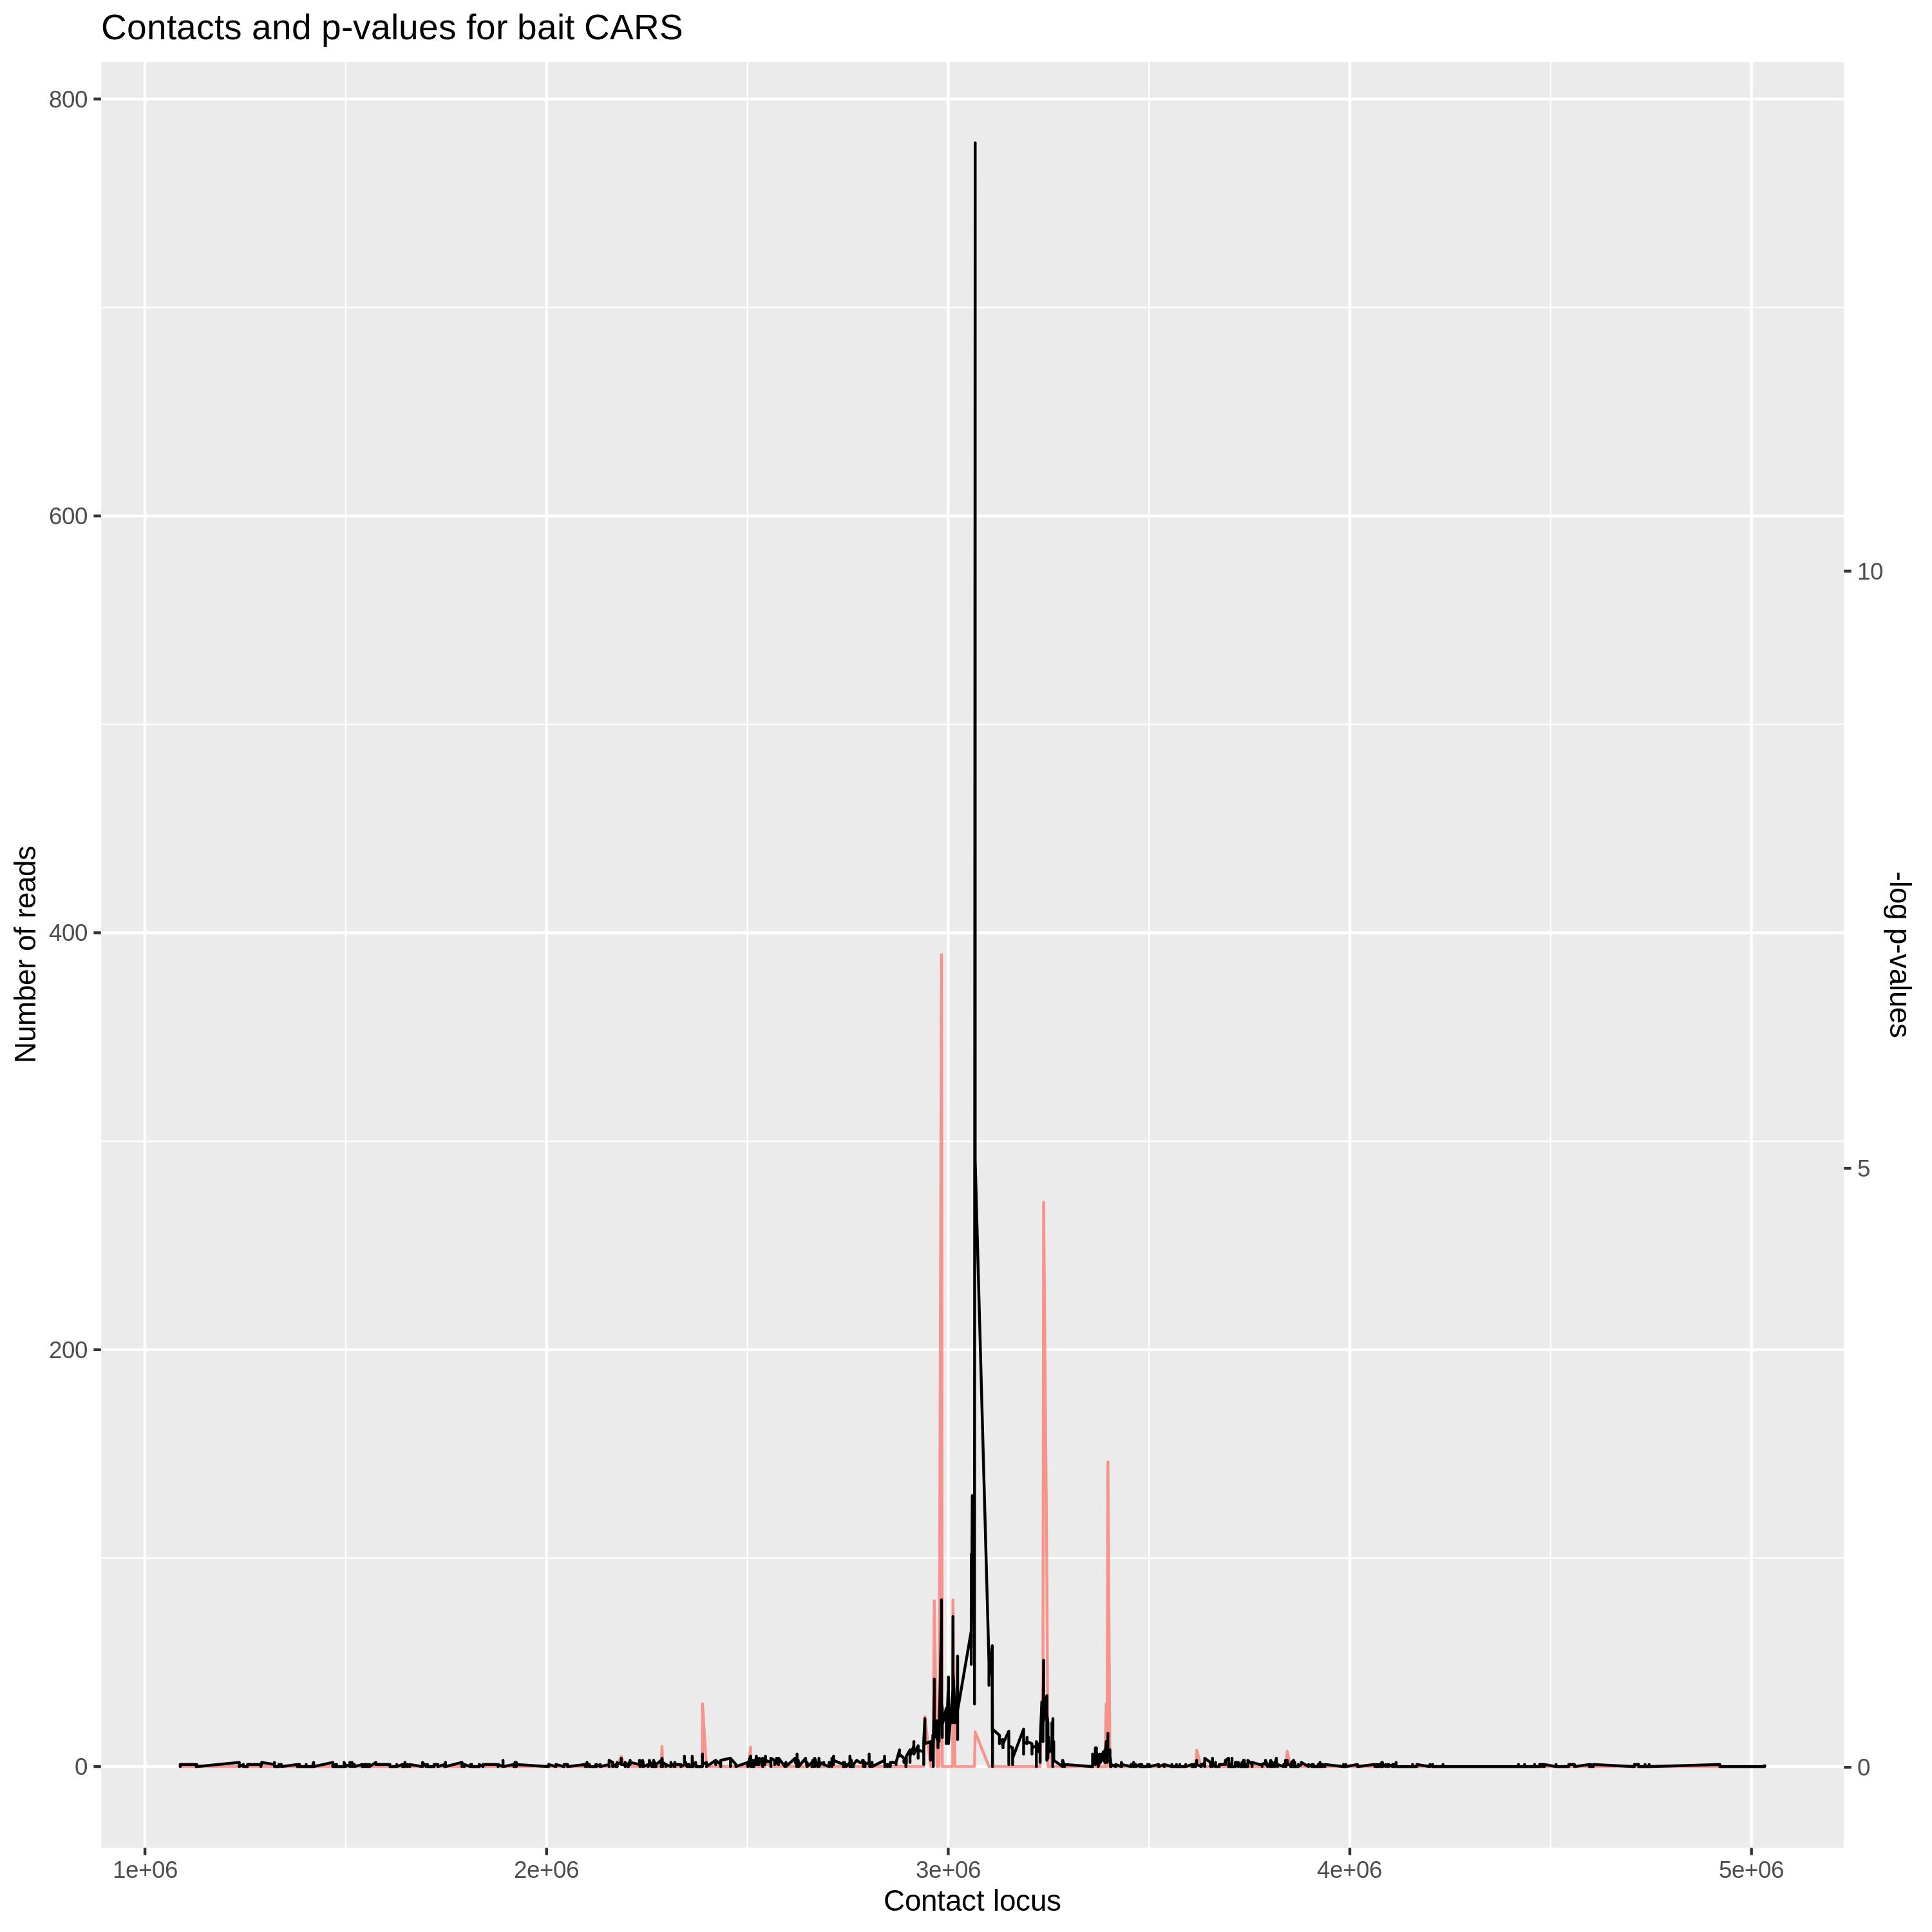 Contacts and p-values for bait CARS
800
600
400
200
0
Number of reads
10
5
0
-log p-values
1e+06
2e+06
3e+06
4e+06
5e+06
Contact locus